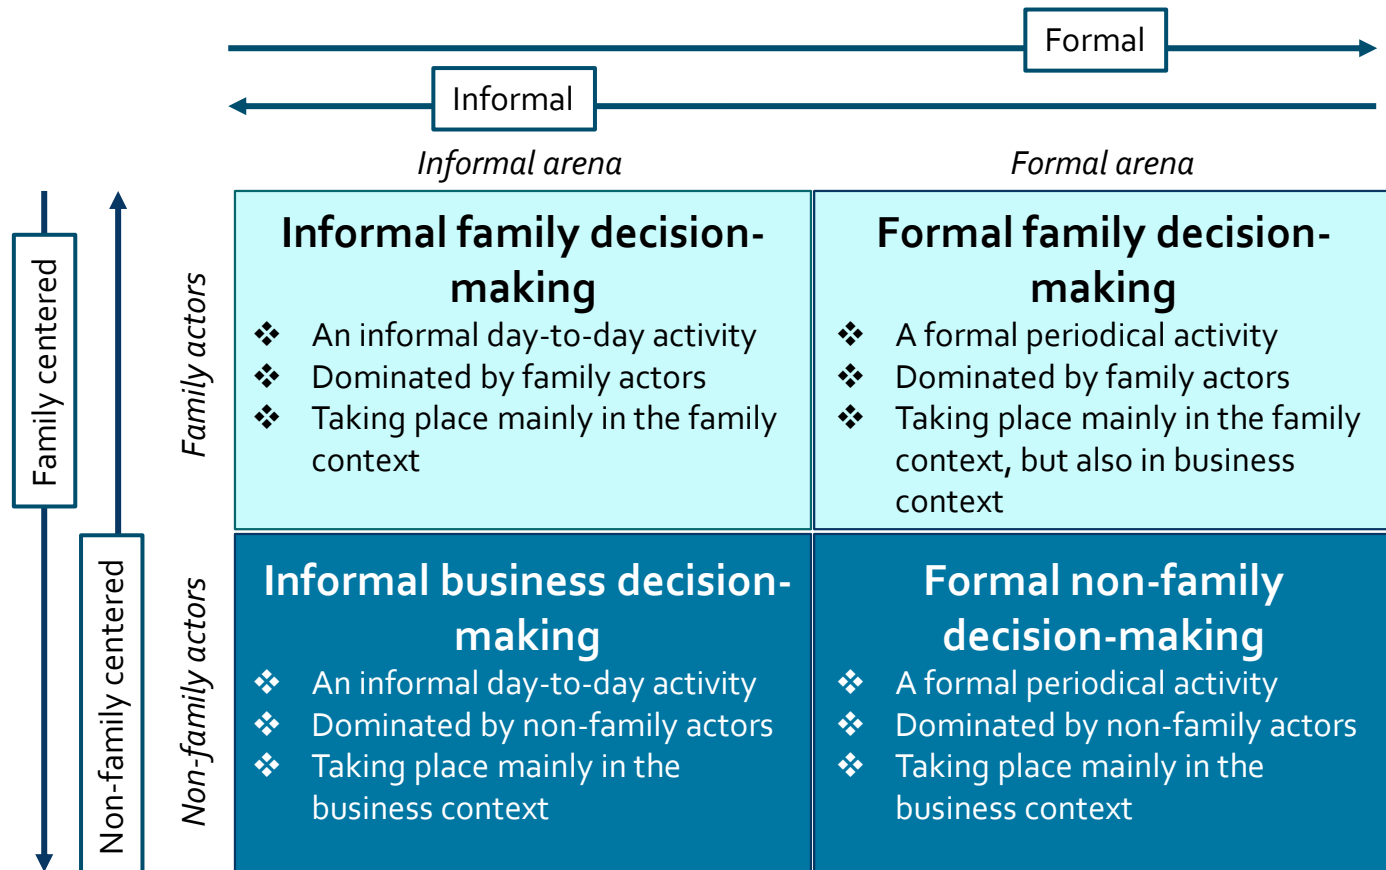 Formal
Informal
Informal arena
Formal arena
Family centered
Non-family centered
Family actors
Non-family actors
Informal family decision-
making
❖ An informal day-to-day activity
❖ Dominated by family actors
❖ Taking place mainly in the family
context
Formal family decision-
making
❖ A formal periodical activity
❖ Dominated by family actors
❖ Taking place mainly in the family
context, but also in business
context
Informal business decision-
making
❖ An informal day-to-day activity
❖ Dominated by non-family actors
❖ Taking place mainly in the
business context
Formal non-family
decision-making
❖ A formal periodical activity
❖ Dominated by non-family actors
❖ Taking place mainly in the
business context